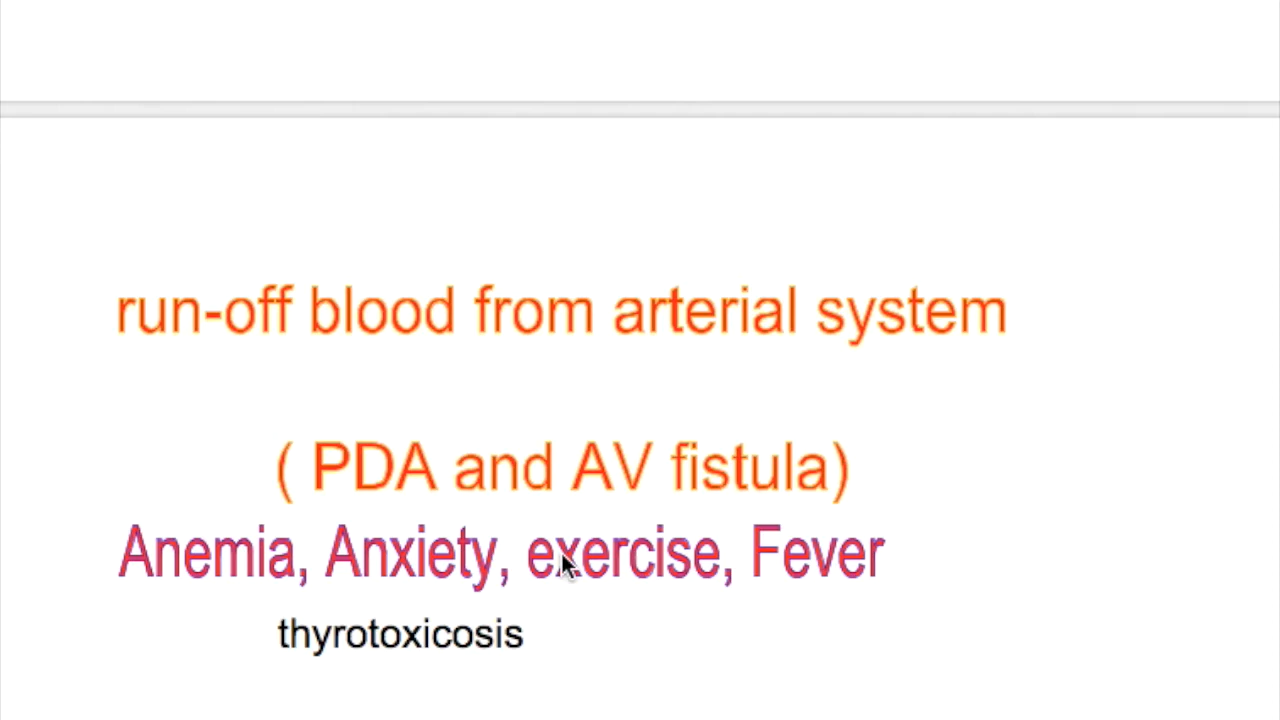 run-off blood from arterial system
( PDA and AV fistula)
Anemia, Anxiety, exercise, Fever
thyrotoxicosis